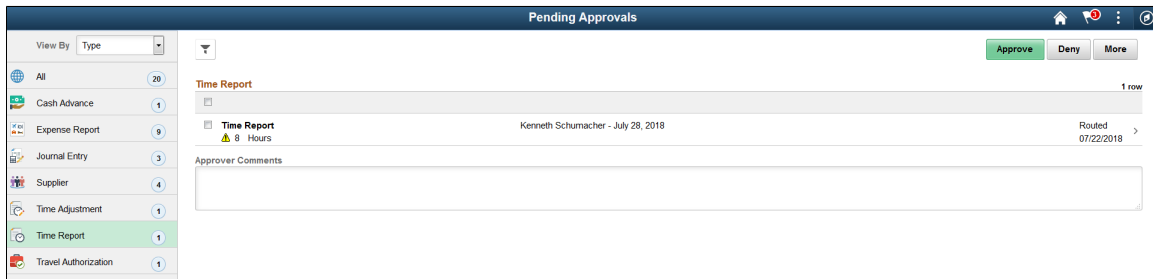 Pending Approvals
3
View By Type
Approve Deny More
All 20
Cash Advance 1
Expense Report 9
Journal Entry 3
Supplier 4
Time Adjustment 1
Time Report 1
Travel Authorization 1
Time Report
1 row
Time Report Kenneth Schumacher - July 28, 2018 Routed
8 Hours 07/22/2018
Approver Comments